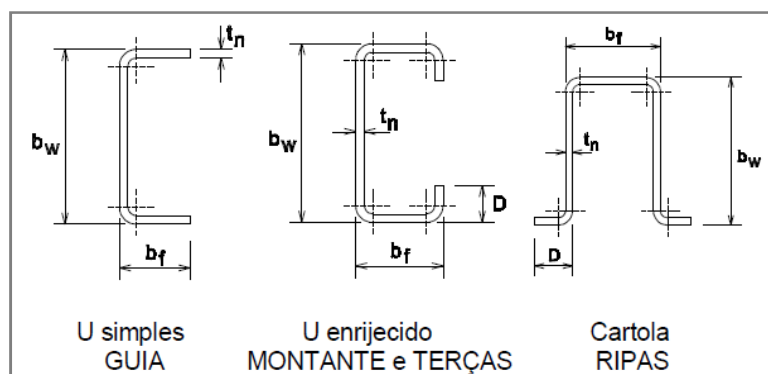 tn
bw
bf
U simples
GUIA
tn
bw
D
bf
U enrijecido
MONTANTE e TERÇAS
bf
tn
bw
D
Cartola
RIPAS